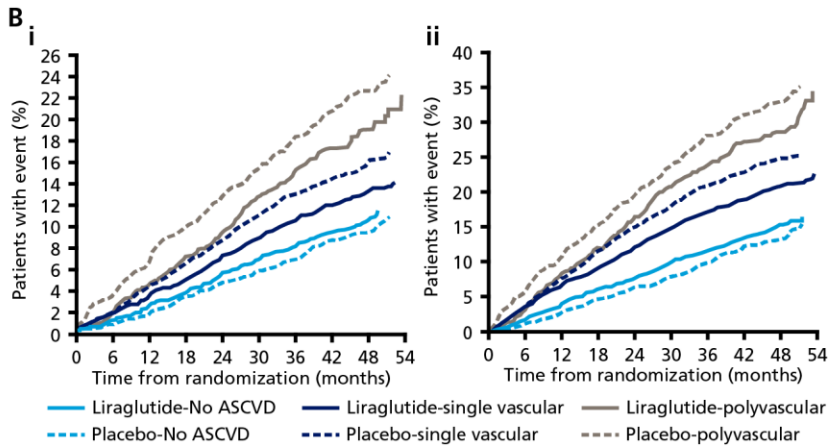 B
i
ii
Patients with event (%)
26
24
22
20
18
16
14
12
10
8
6
4
2
0
0 6 12 18 24 30 36 42 48 54
Time from randomization (months)
Patients with event (%)
40
35
30
25
20
15
10
5
0
0 6 12 18 24 30 36 42 48 54
Time from randomization (months)
Liraglutide-No ASCVD Liraglutide-single vascular Liraglutide-polyvascular
Placebo-No ASCVD Placebo-single vascular Placebo-polyvascular